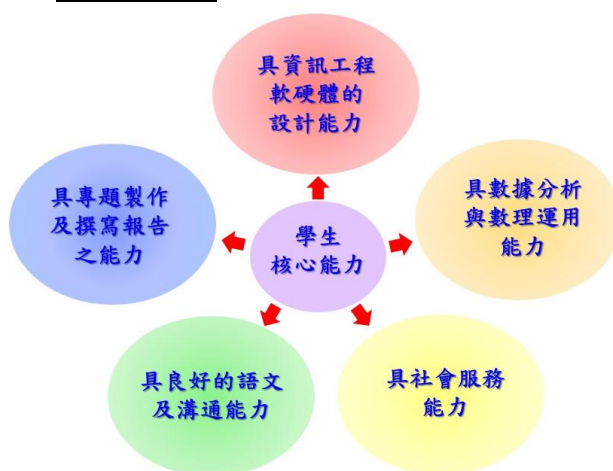 具資訊工程
軟硬體的
設計能力
具專題製作
及撰寫報告
之能力
具數據分析
與數理運用
能力
學生
核心能力
具良好的語文
及溝通能力
具社會服務
能力